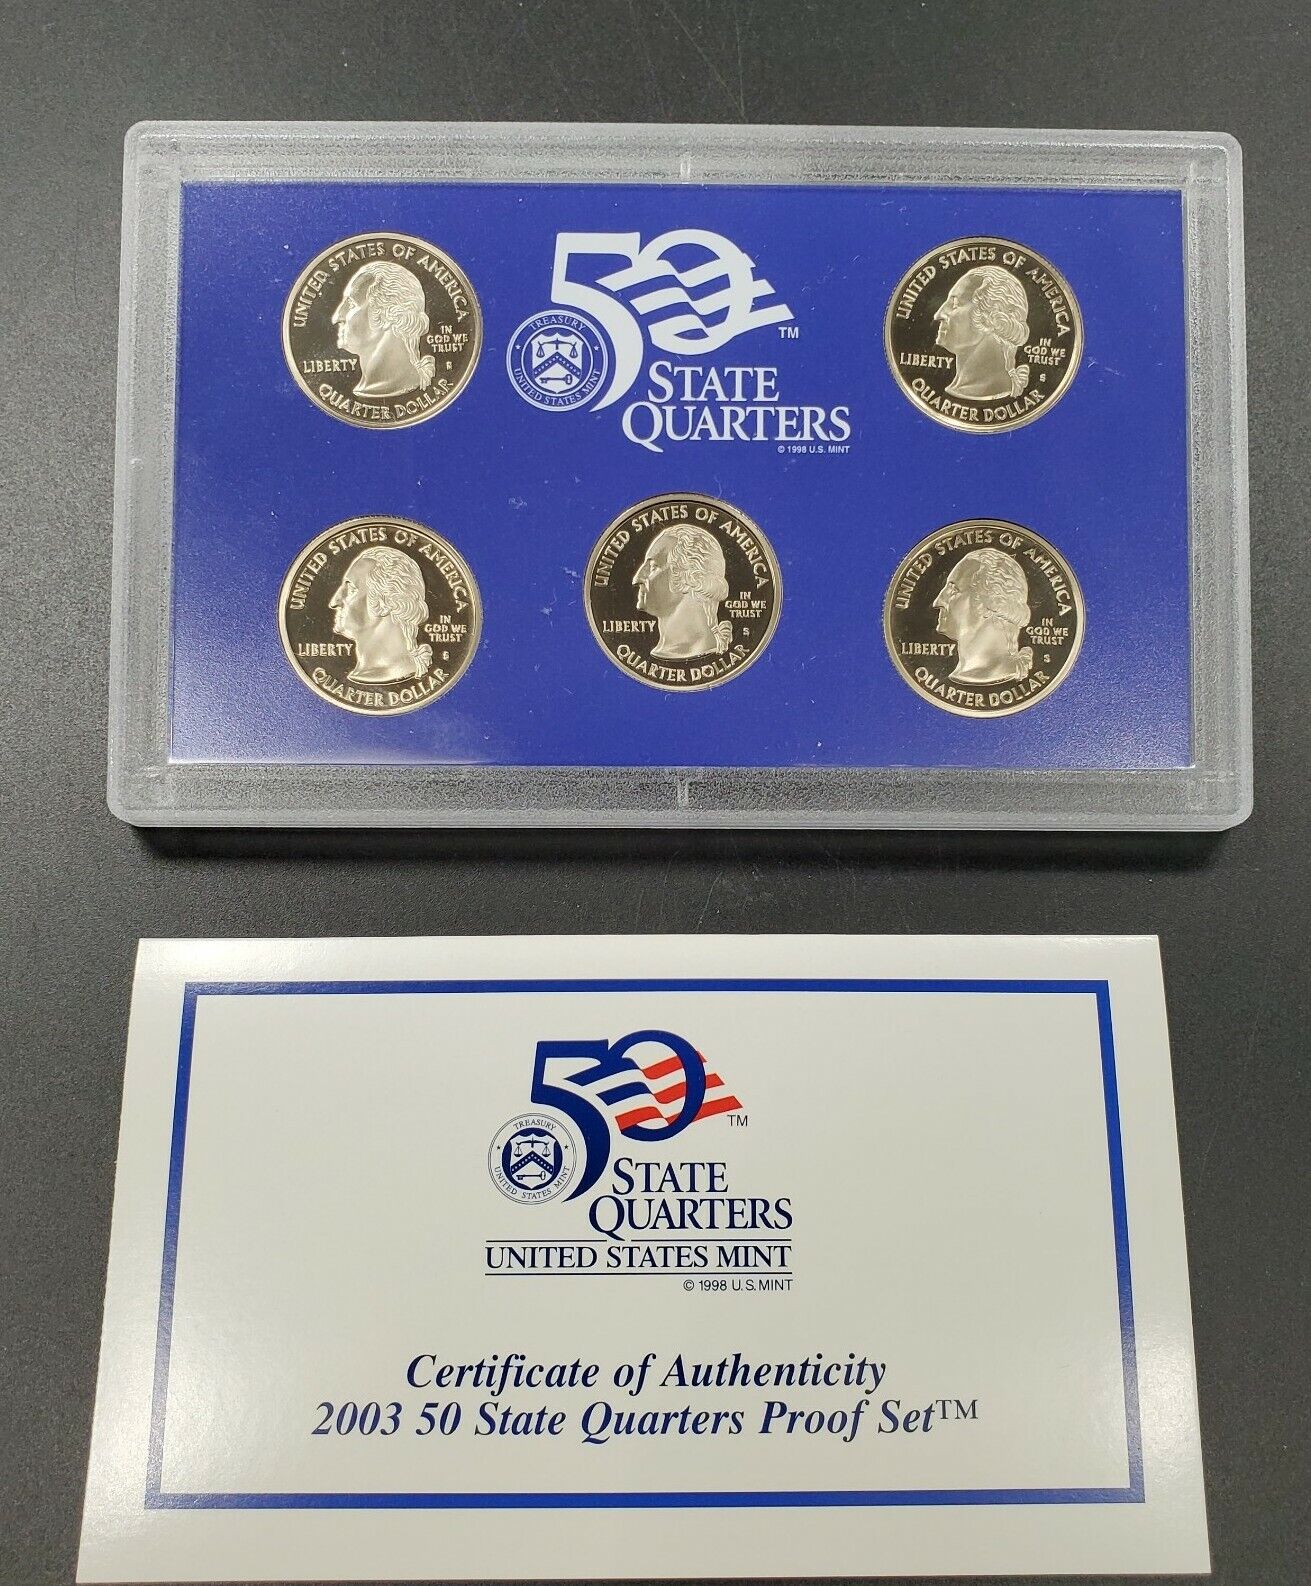 UNITED STATES OF AMERICA
LIBERTY
IN
GOD WE
TRUST
S
QUARTER DOLLAR
50
TM
TREASURY
UNITED STATES MINT
STATE
QUARTERS
© 1998 U.S. MINT
UNITED STATES OF AMERICA
LIBERTY
IN
GOD WE
TRUST
S
QUARTER DOLLAR
UNITED STATES OF AMERICA
LIBERTY
IN
GOD WE
TRUST
S
QUARTER DOLLAR
UNITED STATES OF AMERICA
LIBERTY
IN
GOD WE
TRUST
S
QUARTER DOLLAR
UNITED STATES OF AMERICA
LIBERTY
IN
GOD WE
TRUST
S
QUARTER DOLLAR
50
TM
TREASURY
UNITED STATES MINT
STATE
QUARTERS
UNITED STATES MINT
© 1998 U.S. MINT
Certificate of Authenticity
2003 50 State Quarters Proof Set™